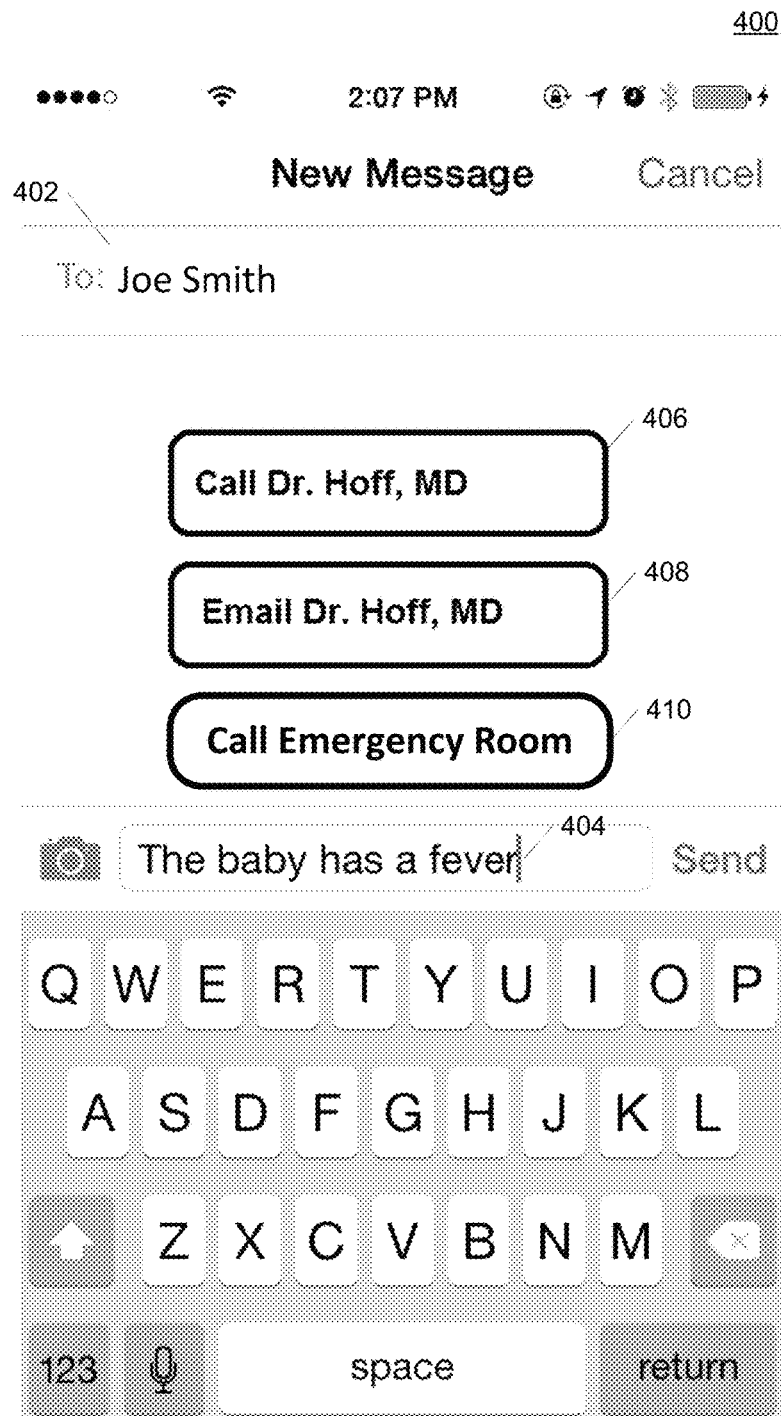 400
2:07 PM
New Message Cancel
402
To: Joe Smith
406
Call Dr. Hoff, MD
408
Email Dr. Hoff, MD
410
Call Emergency Room
404
The baby has a fever Send
Q W E R T Y U I O P
A S D F G H J K L
Z X C V B N M
123 space return